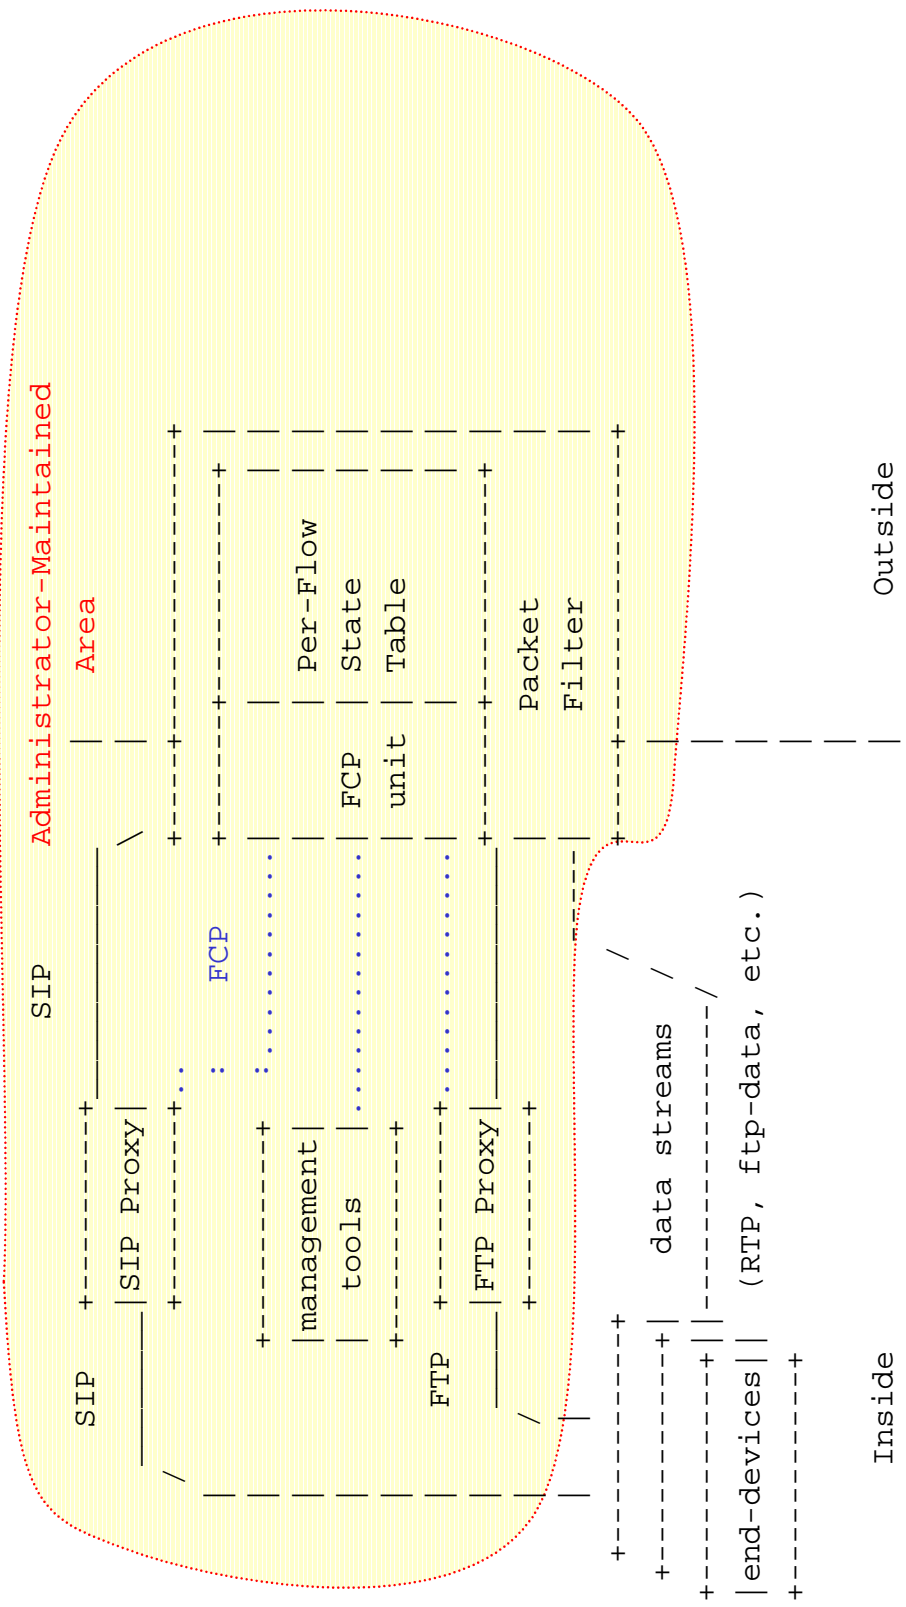 SIP
Administrator-Maintained
SIP
Area
SIP Proxy
FCP
management
Per-Flow
tools
FCP
State
unit
Table
FTP
FTP Proxy
Packet
Filter
data streams
end-devices
(RTP, ftp-data, etc.)
Inside
Outside